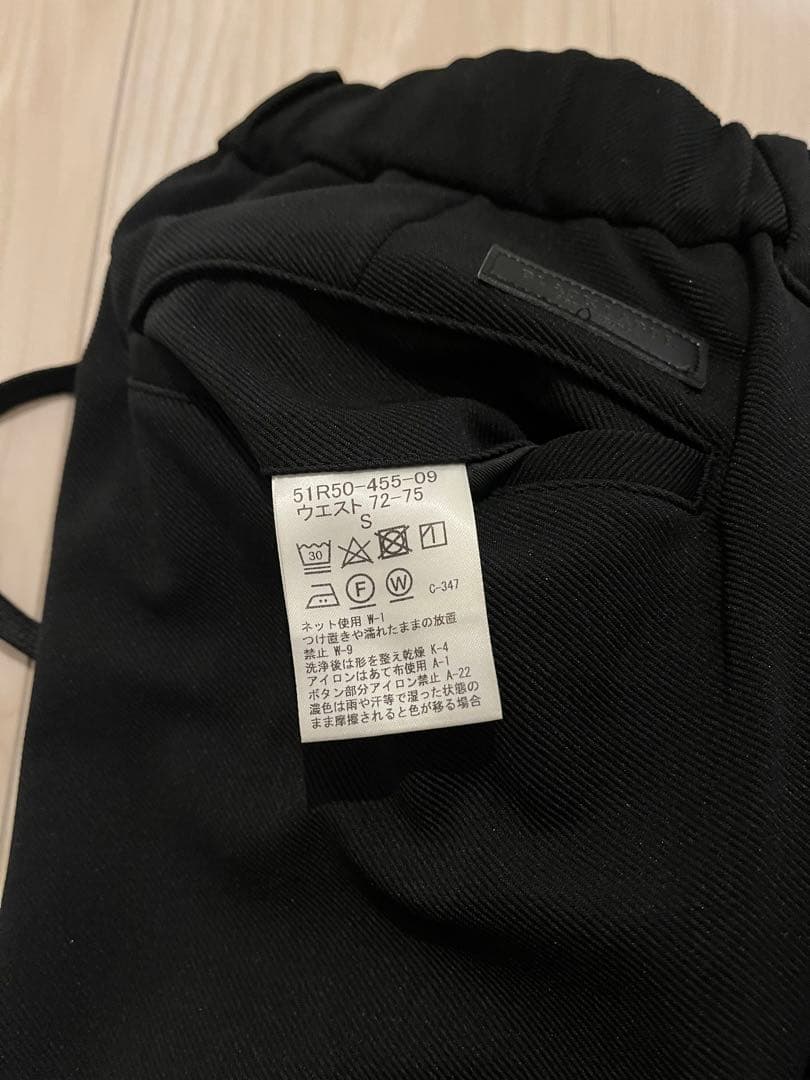 51R50-455-09
ウエスト 72-75
S
30
F W C-347
ネット使用 W-1
つけ置きや濡れたままの放置
禁止 W-9
洗浄後は形を整え乾燥 K-4
アイロンはあて布使用 A-1
ボタン部分アイロン禁止 A-22
濃色は雨や汗等で湿った状態の
まま摩擦されると色が移る場合